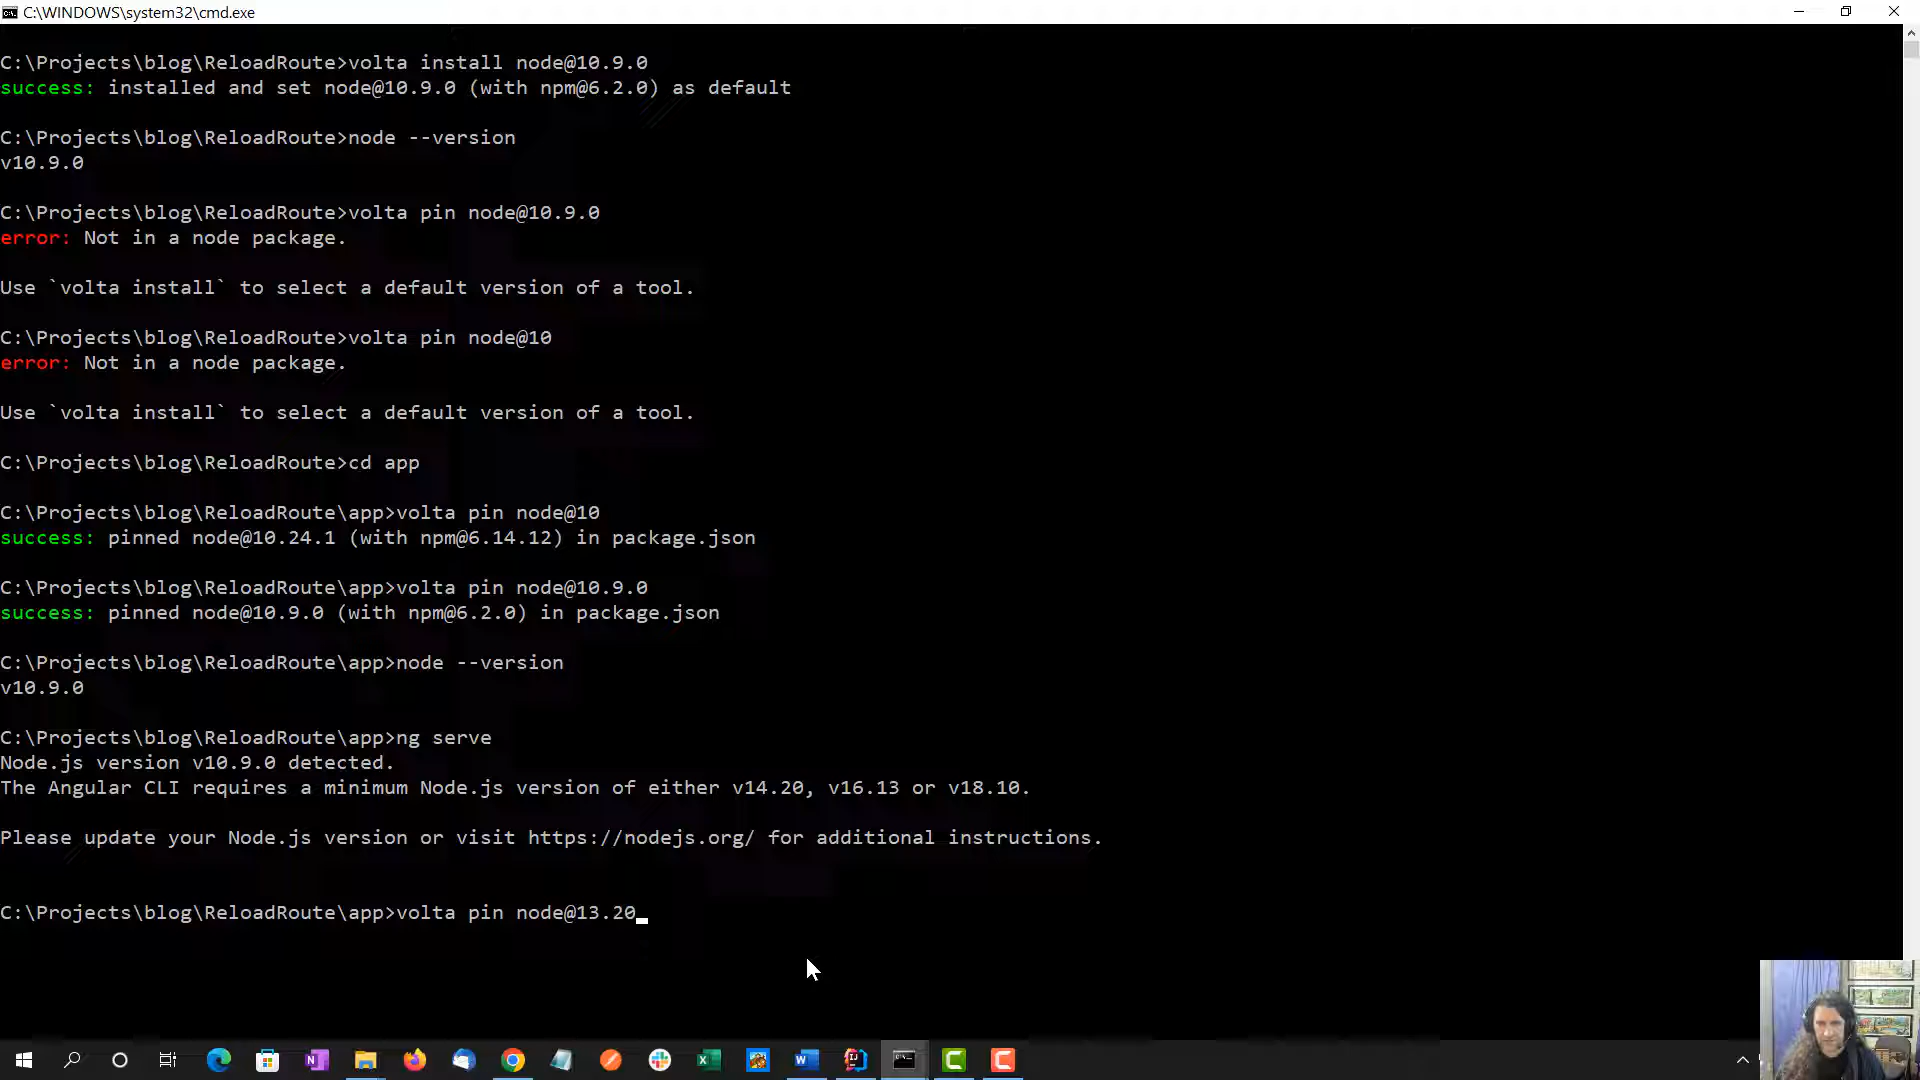 C:\WINDOWS\system32\cmd.exe
C:\Projects\blog\ReloadRoute>volta install node@10.9.0
success: installed and set node@10.9.0 (with npm@6.2.0) as default
C:\Projects\blog\ReloadRoute>node --version
v10.9.0
C:\Projects\blog\ReloadRoute>volta pin node@10.9.0
error: Not in a node package.
Use `volta install` to select a default version of a tool.
C:\Projects\blog\ReloadRoute>volta pin node@10
error: Not in a node package.
Use `volta install` to select a default version of a tool.
C:\Projects\blog\ReloadRoute>cd app
C:\Projects\blog\ReloadRoute\app>volta pin node@10
success: pinned node@10.24.1 (with npm@6.14.12) in package.json
C:\Projects\blog\ReloadRoute\app>volta pin node@10.9.0
success: pinned node@10.9.0 (with npm@6.2.0) in package.json
C:\Projects\blog\ReloadRoute\app>node --version
v10.9.0
C:\Projects\blog\ReloadRoute\app>ng serve
Node.js version v10.9.0 detected.
The Angular CLI requires a minimum Node.js version of either v14.20, v16.13 or v18.10.
Please update your Node.js version or visit https://nodejs.org/ for additional instructions.
C:\Projects\blog\ReloadRoute\app>volta pin node@13.20